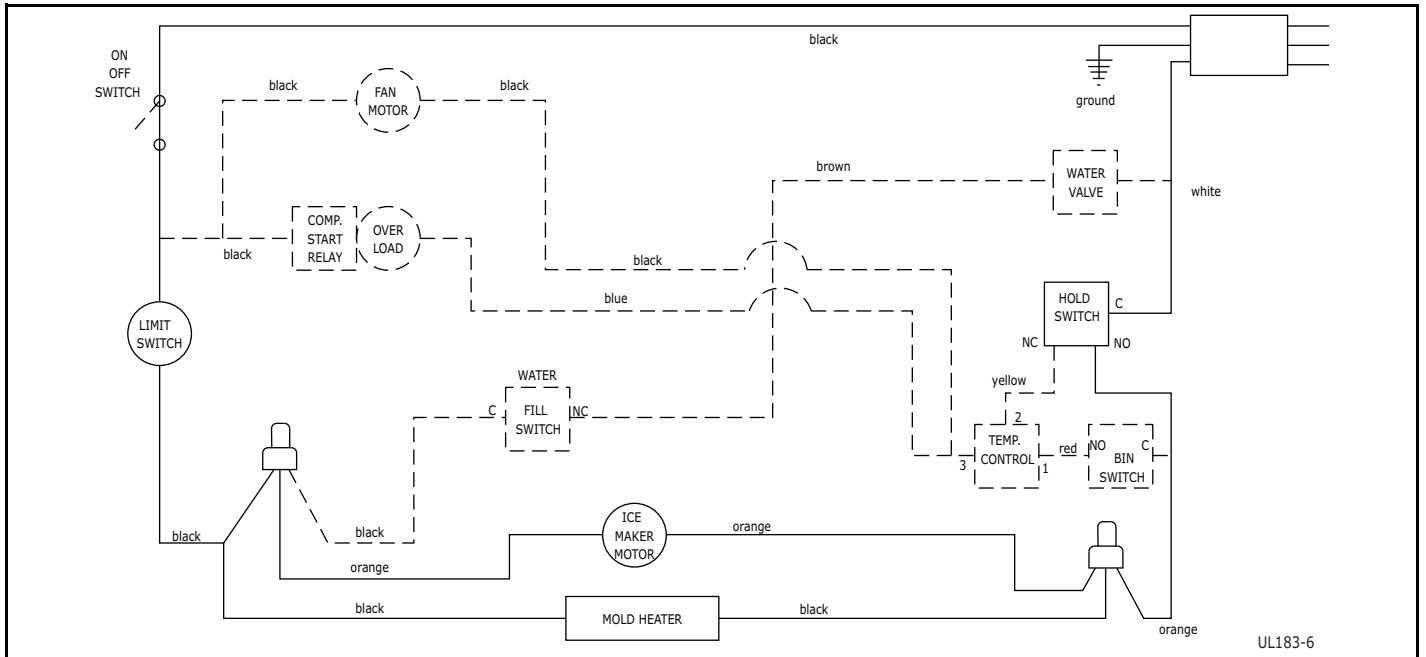 black
ON
OFF
SWITCH
black
FAN
MOTOR
black
ground
brown
WATER
VALVE
white
COMP.
START
RELAY
OVER
LOAD
black
black
blue
HOLD
SWITCH
C
NC
NO
LIMIT
SWITCH
WATER
C
FILL
SWITCH
NC
yellow
2
TEMP.
CONTROL
3
1
red
NO
C
BIN
SWITCH
black
black
ICE
MAKER
MOTOR
orange
orange
black
MOLD HEATER
black
orange
UL183-6